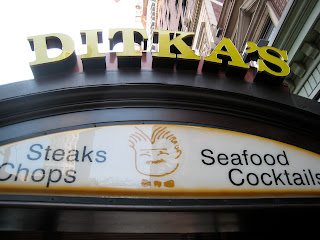 DITKA'S
Steaks
Chops
Seafood
Cocktails